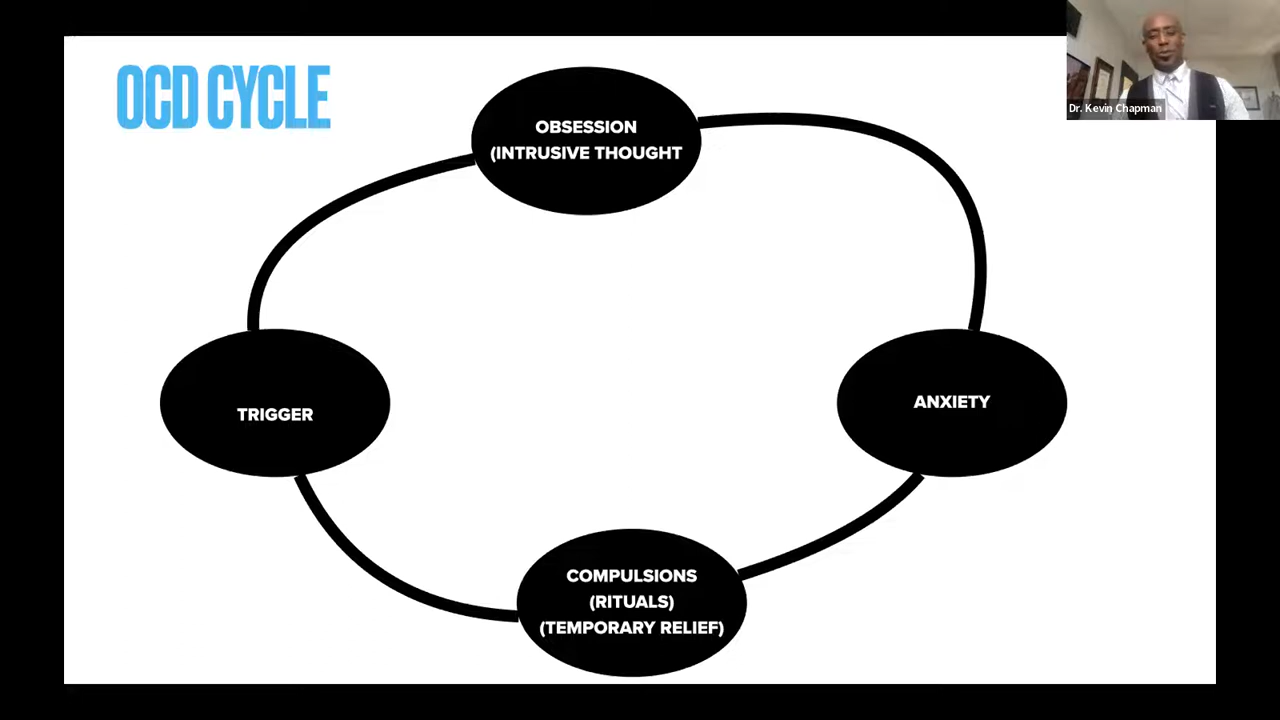 OCD CYCLE
Dr. Kevin Chapman
OBSESSION
(INTRUSIVE THOUGHT
TRIGGER
ANXIETY
COMPULSIONS
(RITUALS)
(TEMPORARY RELIEF)